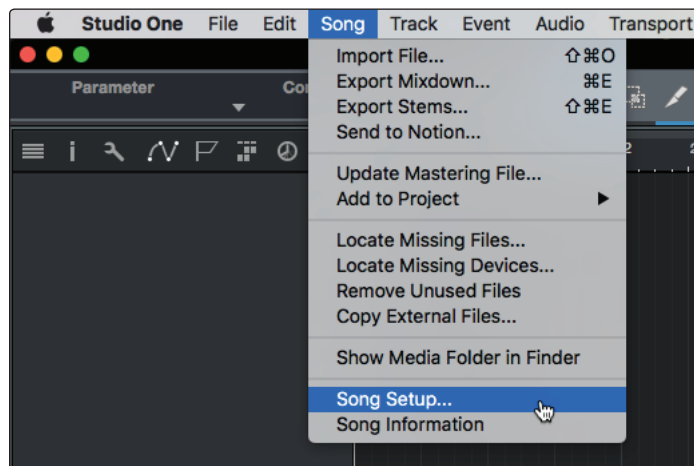 Studio One File Edit Song Track Event Audio Transport
Parameter
Import File... ⇧⌘O
Export Mixdown... ⌘E
Export Stems... ⇧⌘E
Send to Notion...
2
Update Mastering File...
Add to Project ▶
Locate Missing Files...
Locate Missing Devices...
Remove Unused Files
Copy External Files...
Show Media Folder in Finder
Song Setup...
Song Information